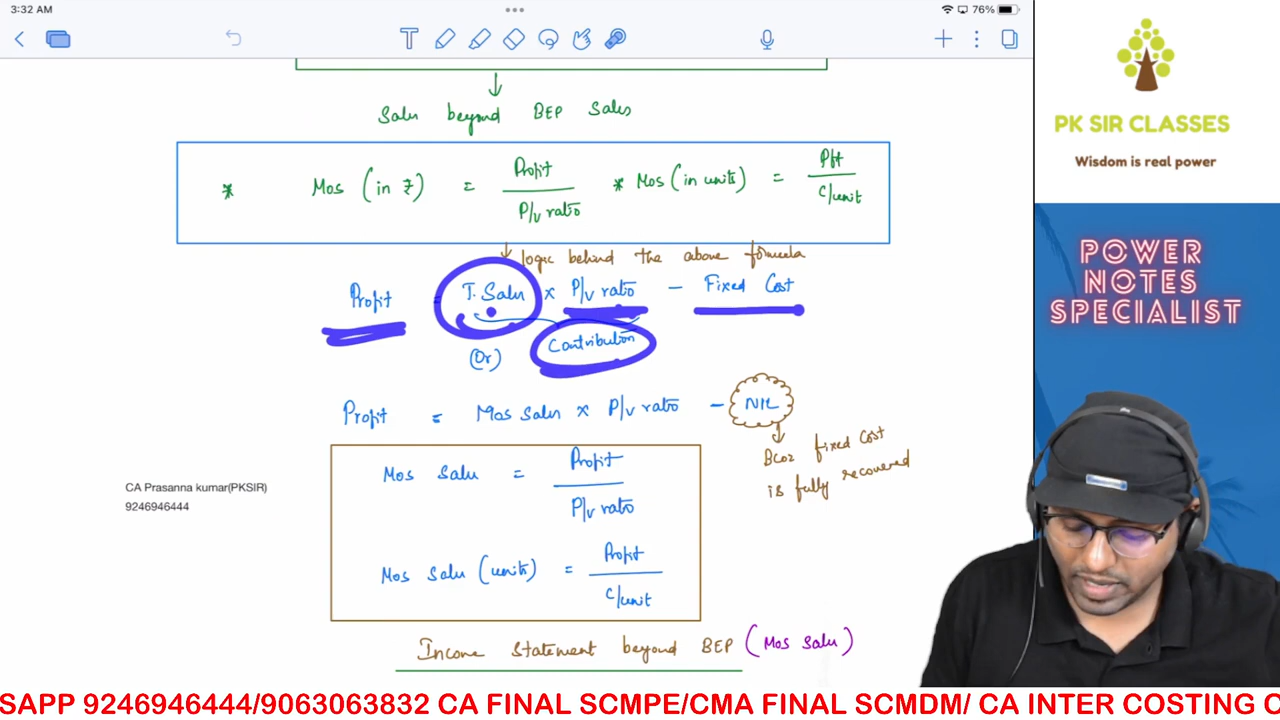 3:32 AM
76%
T
Sales beyond BEP Sales
* Mos (in ₹) = Profit / P/V ratio * Mos (in units) = Pft / C/unit
logic behind the above formula
Profit = T. Sales × P/V ratio - Fixed Cost
(Or)
Contribution
Profit = Mos Sales × P/V ratio - NIL
Bcoz fixed cost
is fully recovered
Mos Sales = Profit / P/V ratio
Mos Sales (units) = Profit / C/unit
CA Prasanna kumar(PKSIR)
9246946444
Income Statement beyond BEP (Mos Sales)
PK SIR CLASSES
Wisdom is real power
POWER
NOTES
SPECIALIST
SAPP 9246946444/9063063832 CA FINAL SCMPE/CMA FINAL SCMDM/ CA INTER COSTING C